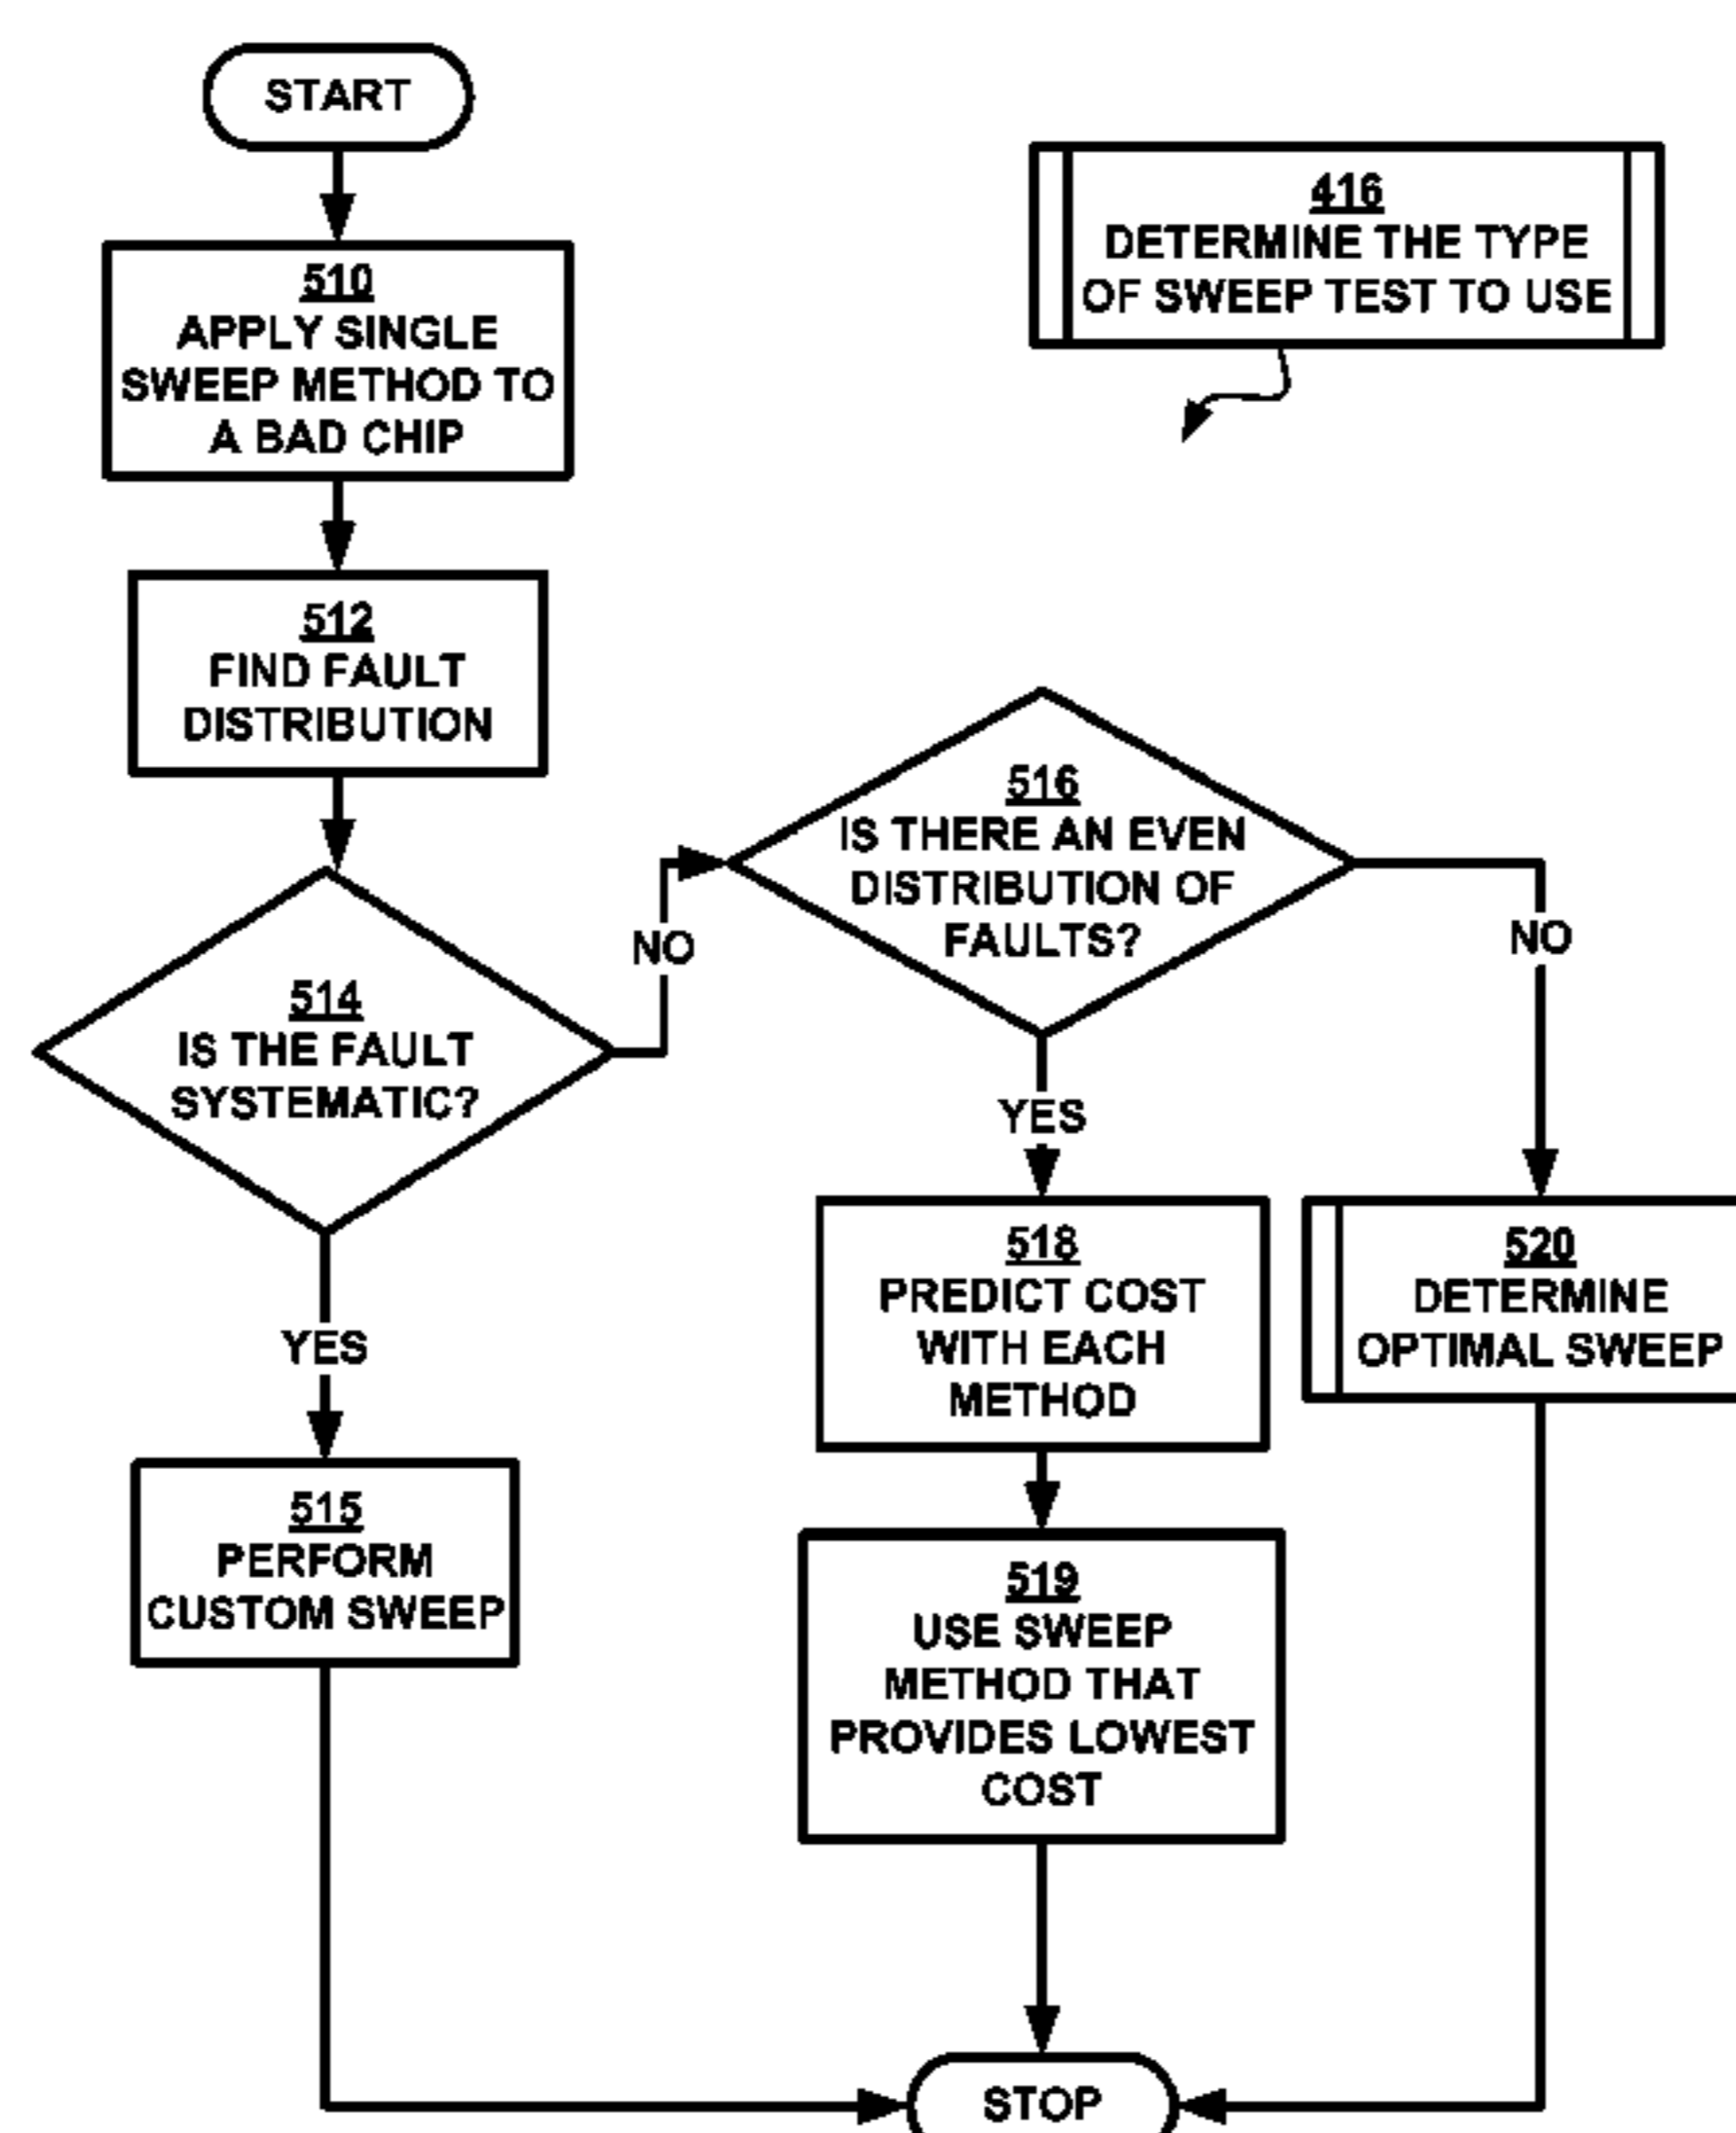 START
416
DETERMINE THE TYPE
OF SWEEP TEST TO USE
510
APPLY SINGLE
SWEEP METHOD TO
A BAD CHIP
512
FIND FAULT
DISTRIBUTION
514
IS THE FAULT
SYSTEMATIC?
NO
516
IS THERE AN EVEN
DISTRIBUTION OF
FAULTS?
NO
YES
YES
515
PERFORM
CUSTOM SWEEP
518
PREDICT COST
WITH EACH
METHOD
520
DETERMINE
OPTIMAL SWEEP
519
USE SWEEP
METHOD THAT
PROVIDES LOWEST
COST
STOP